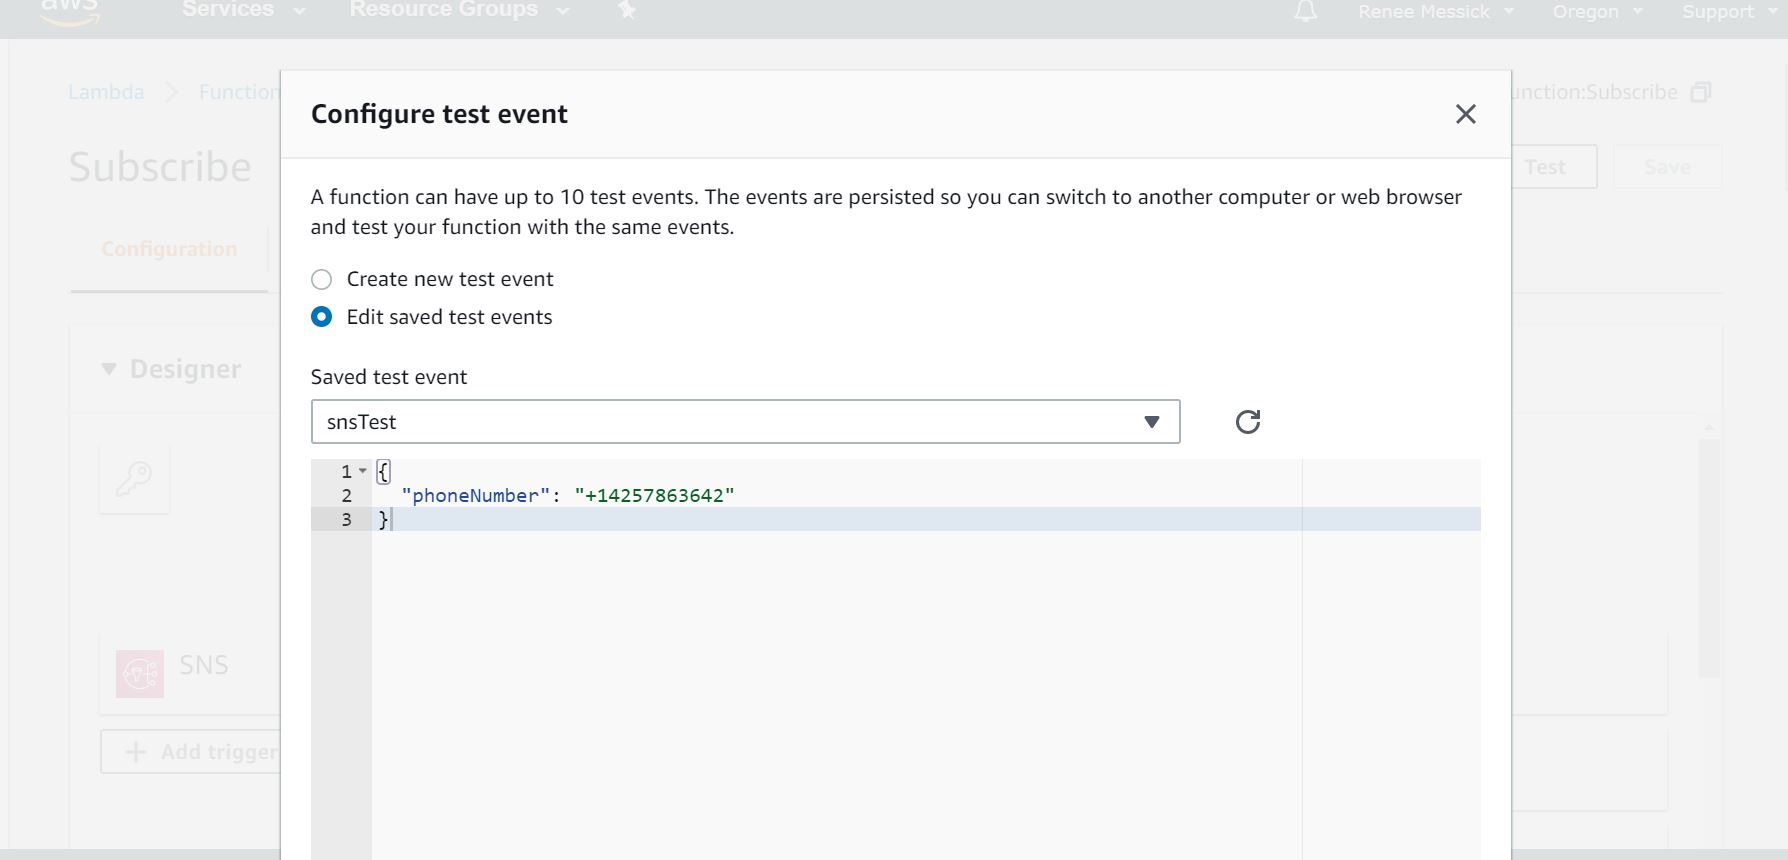 aws Services Resource Groups Renee Messick Oregon Support
Lambda Function unction:Subscribe
Subscribe Test Save
Configuration
Designer
SNS
Add trigger
Configure test event
A function can have up to 10 test events. The events are persisted so you can switch to another computer or web browser
and test your function with the same events.
Create new test event
Edit saved test events
Saved test event
snsTest
1 {
2 "phoneNumber": "+14257863642"
3 }